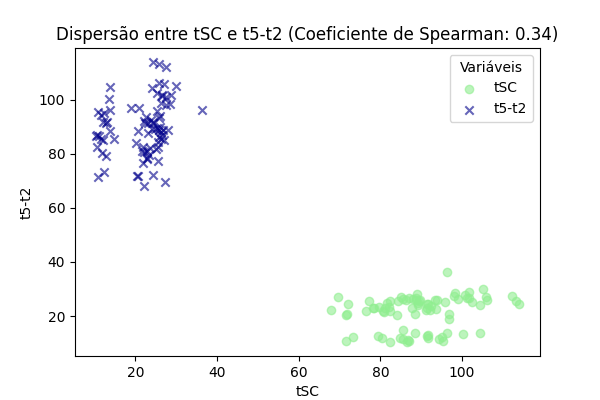 Dispersão entre tSC e t5-t2 (Coeficiente de Spearman: 0.34)
Variáveis
tSC
t5-t2
t5-t2
100
80
60
40
20
20
40
60
80
100
tSC